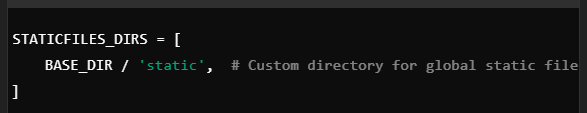 STATICFILES_DIRS = [
    BASE_DIR / 'static',  # Custom directory for global static file
]